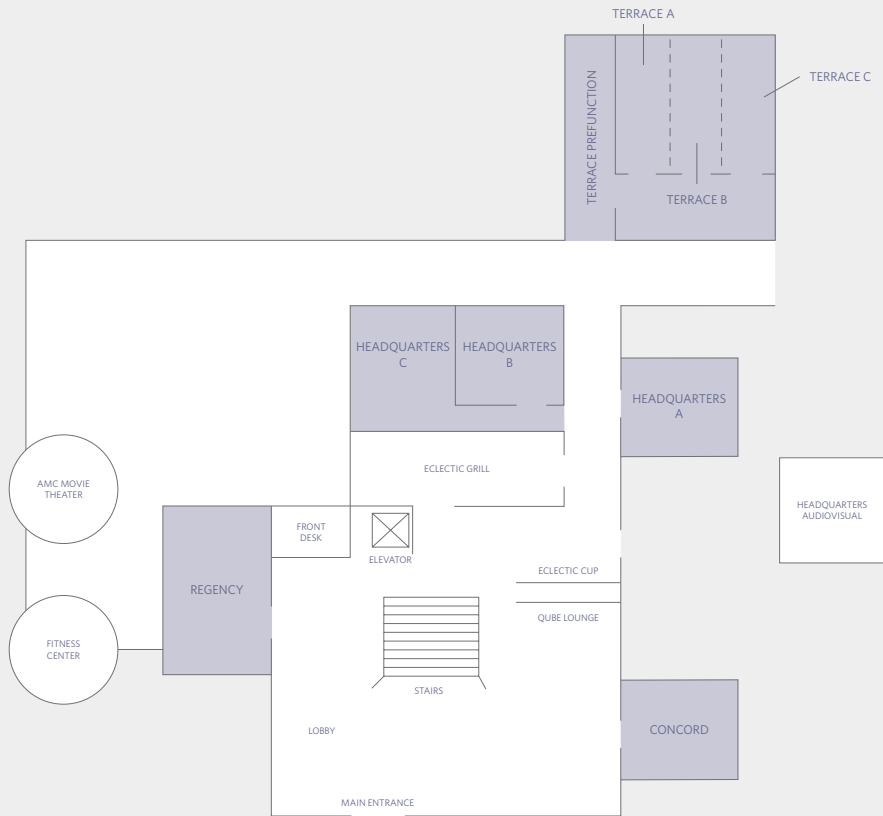 TERRACE A
TERRACE C
TERRACE PREFUNCTION
TERRACE B
HEADQUARTERS
C
HEADQUARTERS
B
HEADQUARTERS
A
ECLECTIC GRILL
AMC MOVIE
THEATER
HEADQUARTERS
AUDIOVISUAL
FRONT
DESK
ELEVATOR
ECLECTIC CUP
REGENCY
QUBE LOUNGE
FITNESS
CENTER
STAIRS
LOBBY
CONCORD
MAIN ENTRANCE